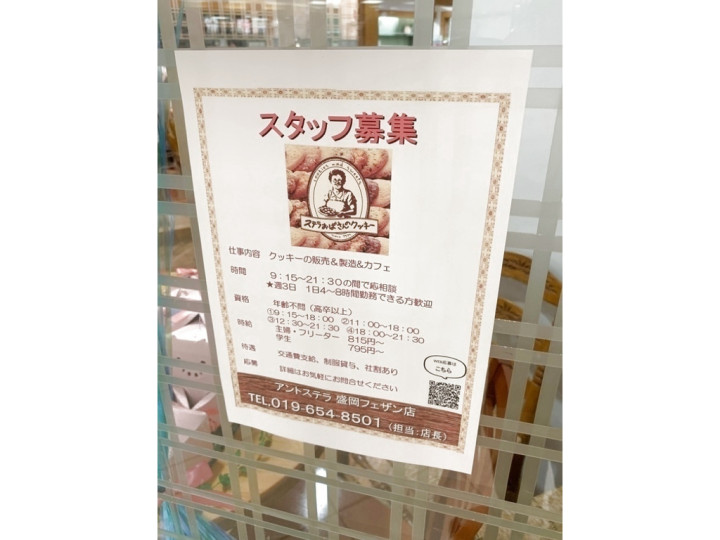 スタッフ募集
ステラおばさんのクッキー
仕事内容 クッキーの販売&製造&カフェ
時間 9:15~21:30の間で応相談
★週3日 1日4~8時間勤務できる方歓迎
資格 年齢不問(高卒以上)
①9:15~18:00 ②11:00~18:00
③12:30~21:30 ④18:00~21:30
時給 主婦・フリーター 815円~
学生 795円~
待遇 交通費支給、制服貸与、社割あり
応募 詳細はお気軽にお問合せください
Web応募は
こちら
アントステラ 盛岡フェザン店
TEL,019-654-8501(担当:店長)